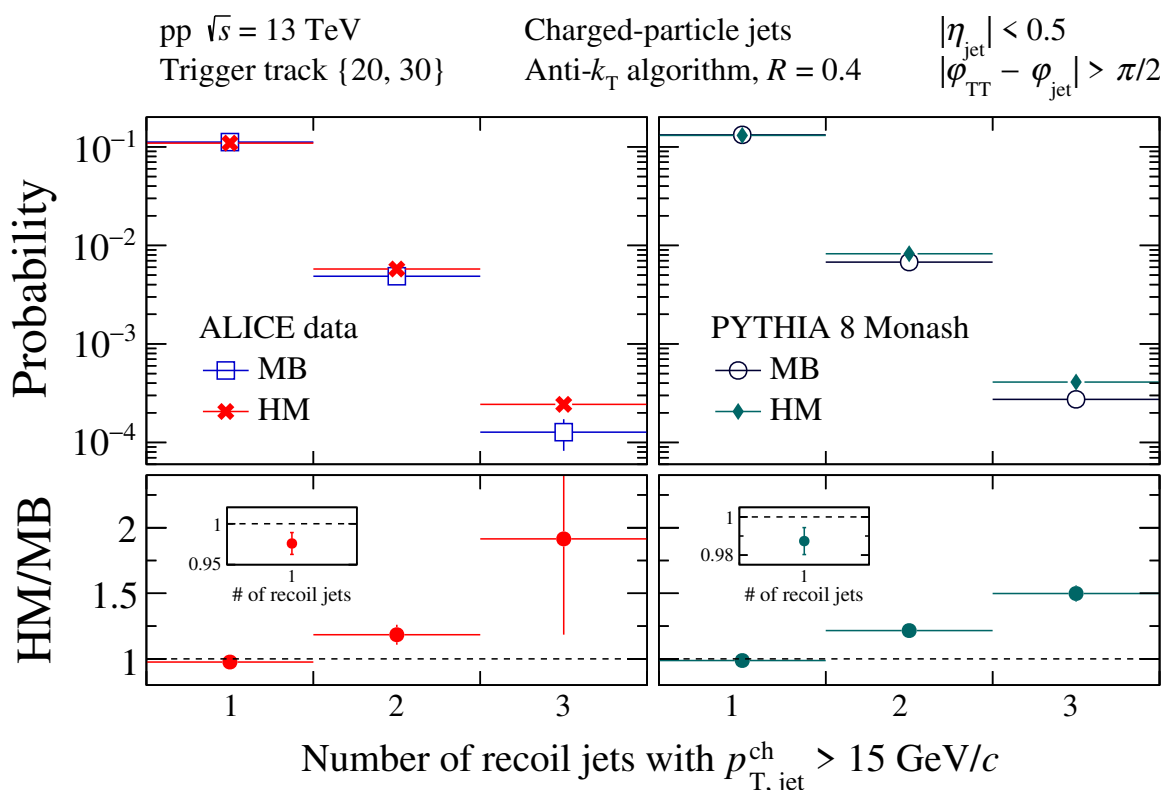 pp √s = 13 TeV
Trigger track {20, 30}
Charged-particle jets
Anti-k_T algorithm, R = 0.4
|η_jet| < 0.5
|φ_TT − φ_jet| > π/2
Probability
10⁻¹
10⁻²
10⁻³
10⁻⁴
ALICE data
MB
HM
PYTHIA 8 Monash
MB
HM
HM/MB
2
1.5
1
1
0.95
1
# of recoil jets
1
0.98
1
# of recoil jets
1 2 3
1 2 3
Number of recoil jets with p_T, jet^ch > 15 GeV/c